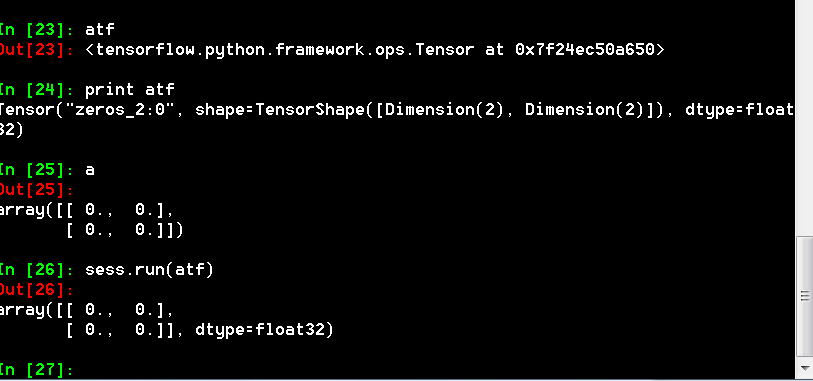 In [23]: atf
Out[23]: <tensorflow.python.framework.ops.Tensor at 0x7f24ec50a650>
In [24]: print atf
Tensor("zeros_2:0", shape=TensorShape([Dimension(2), Dimension(2)]), dtype=float
32)
In [25]: a
Out[25]:
array([[ 0.,  0.],
       [ 0.,  0.]])
In [26]: sess.run(atf)
Out[26]:
array([[ 0.,  0.],
       [ 0.,  0.]], dtype=float32)
In [27]: